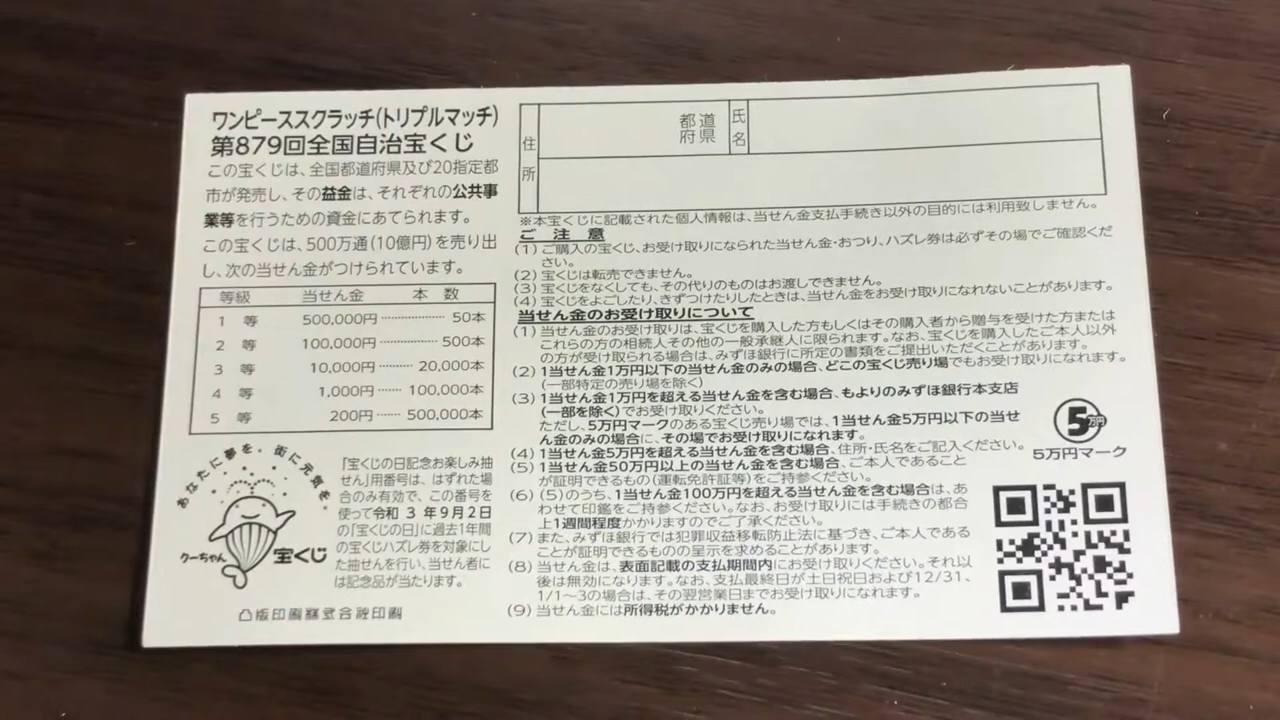 ワンピーススクラッチ(トリプルマッチ)
第879回全国自治宝くじ
この宝くじは、全国都道府県及び20指定都
市が発売し、その益金は、それぞれの公共事
業等を行うための資金にあてられます。
この宝くじは、500万通(10億円)を売り出
し、次の当せん金がつけられています。
等級 当せん金 本数
1等 500,000円 ‥‥‥‥‥ 50本
2等 100,000円 ‥‥‥‥ 500本
3等 10,000円 ‥‥‥ 20,000本
4等 1,000円 ‥‥ 100,000本
5等 200円 ‥‥ 500,000本
あなたに夢を。街に元気を。
クーちゃん
宝くじ
「宝くじの日記念お楽しみ抽
せん」用番号は、はずれた場
合のみ有効で、この番号を
使って令和3年9月2日
の「宝くじの日」に過去1年間
の宝くじハズレ券を対象にし
た抽せんを行い、当せん者に
は記念品が当たります。
凸版印刷株式会社印刷
住所
都道
府県
氏名
※本宝くじに記載された個人情報は、当せん金支払手続き以外の目的には利用致しません。
ご注意
(1) ご購入の宝くじ、お受け取りになられた当せん金・おつり、ハズレ券は必ずその場でご確認くだ
さい。
(2) 宝くじは転売できません。
(3) 宝くじをなくしても、その代りのものはお渡しできません。
(4) 宝くじをよごしたり、きずつけたりしたときは、当せん金をお受け取りになれないことがあります。
当せん金のお受け取りについて
(1) 当せん金のお受け取りは、宝くじを購入した方もしくはその購入者から贈与を受けた方または
これらの方の相続人その他の一般承継人に限られます。なお、宝くじを購入したご本人以外
の方が受け取られる場合は、みずほ銀行に所定の書類をご提出いただくことがあります。
(2) 1当せん金1万円以下の当せん金のみの場合、どこの宝くじ売り場でもお受け取りになれます。
(一部特定の売り場を除く)
(3) 1当せん金1万円を超える当せん金を含む場合、もよりのみずほ銀行本支店
(一部を除く)でお受け取りください。
ただし、5万円マークのある宝くじ売り場では、1当せん金5万円以下の当せ
ん金のみの場合に、その場でお受け取りになれます。
(4) 1当せん金5万円を超える当せん金を含む場合、住所・氏名をご記入ください。
(5) 1当せん金50万円以上の当せん金を含む場合、ご本人であること
が証明できるもの(運転免許証等)をご持参ください。
(6) (5)のうち、1当せん金100万円を超える当せん金を含む場合は、あ
わせて印鑑をご持参ください。なお、お受け取りには手続きの都合
上1週間程度かかりますのでご了承ください。
(7) また、みずほ銀行では犯罪収益移転防止法に基づき、ご本人であ
ることが証明できるものの呈示を求めることがあります。
(8) 当せん金は、表面記載の支払期間内にお受け取りください。それ以
後は無効になります。なお、支払最終日が土日祝日および12/31、
1/1~3の場合は、その翌営業日までお受け取りになれます。
(9) 当せん金には所得税がかかりません。
5万円
5万円マーク